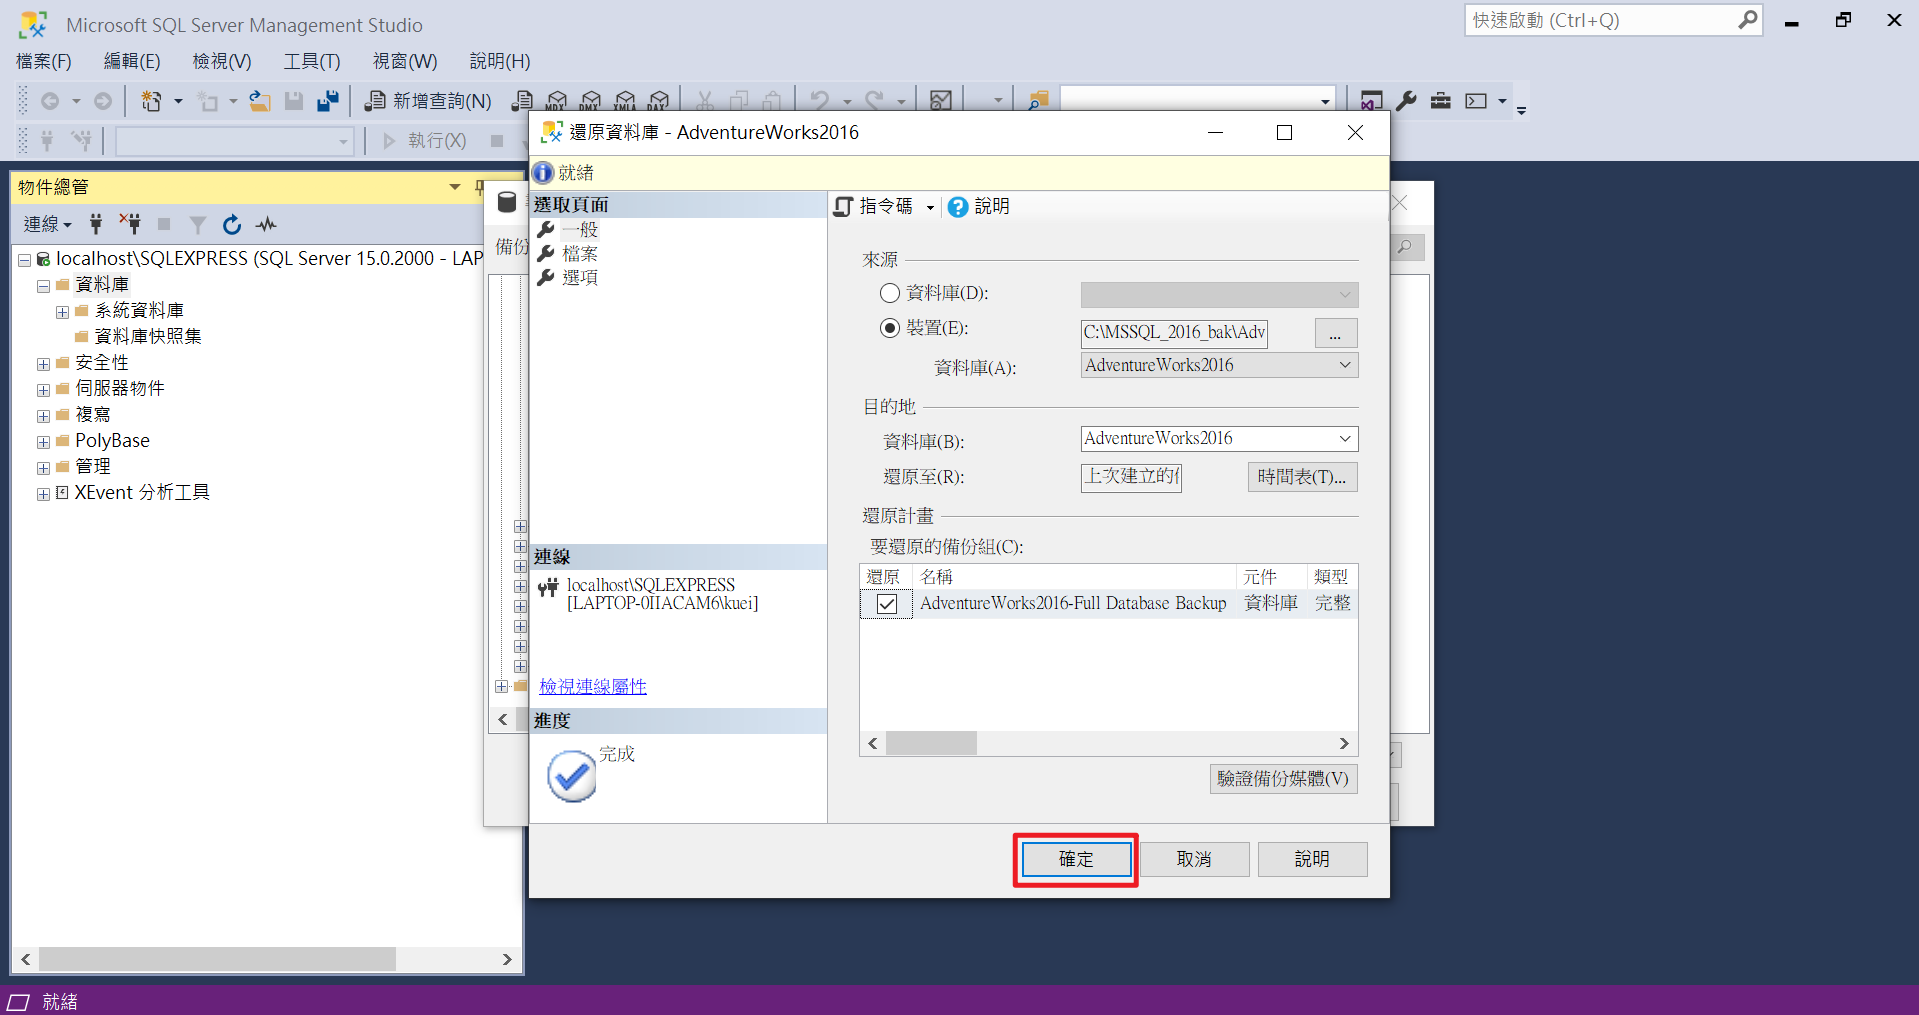 Microsoft SQL Server Management Studio
快速啟動 (Ctrl+Q)
檔案(F) 編輯(E) 檢視(V) 工具(T) 視窗(W) 說明(H)
新增查詢(N)
MDX DMX XMLA DAX
執行(X)
物件總管
連線
localhost\SQLEXPRESS (SQL Server 15.0.2000 - LAP
資料庫
系統資料庫
資料庫快照集
安全性
伺服器物件
複寫
PolyBase
管理
XEvent 分析工具
備份
還原資料庫 - AdventureWorks2016
就緒
選取頁面
一般
檔案
選項
連線
localhost\SQLEXPRESS
[LAPTOP-0IIACAM6\kuei]
檢視連線屬性
進度
完成
指令碼 說明
來源
資料庫(D):
裝置(E): C:\MSSQL_2016_bak\Adv ...
資料庫(A): AdventureWorks2016
目的地
資料庫(B): AdventureWorks2016
還原至(R): 上次建立的 時間表(T)...
還原計畫
要還原的備份組(C):
還原 名稱 元件 類型
AdventureWorks2016-Full Database Backup 資料庫 完整
驗證備份媒體(V)
確定 取消 說明
就緒